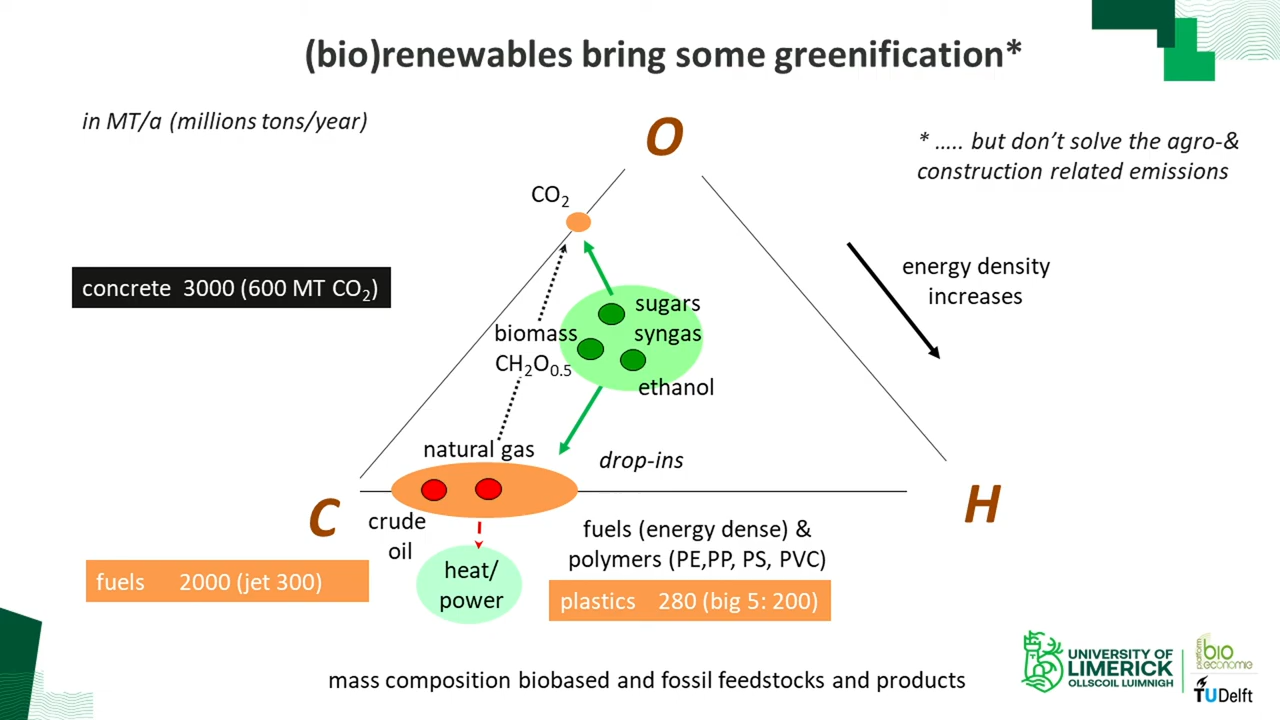 (bio)renewables bring some greenification*
in MT/a (millions tons/year)
O
* ..... but don't solve the agro-&
construction related emissions
CO₂
energy density
increases
concrete 3000 (600 MT CO₂)
sugars
biomass syngas
CH₂O₀.₅
ethanol
natural gas
drop-ins
C
H
crude
oil
fuels (energy dense) &
polymers (PE,PP, PS, PVC)
heat/
power
fuels 2000 (jet 300)
plastics 280 (big 5: 200)
mass composition biobased and fossil feedstocks and products
UNIVERSITY OF
LIMERICK
OLLSCOIL LUIMNIGH
platform
bio
economie
TUDelft